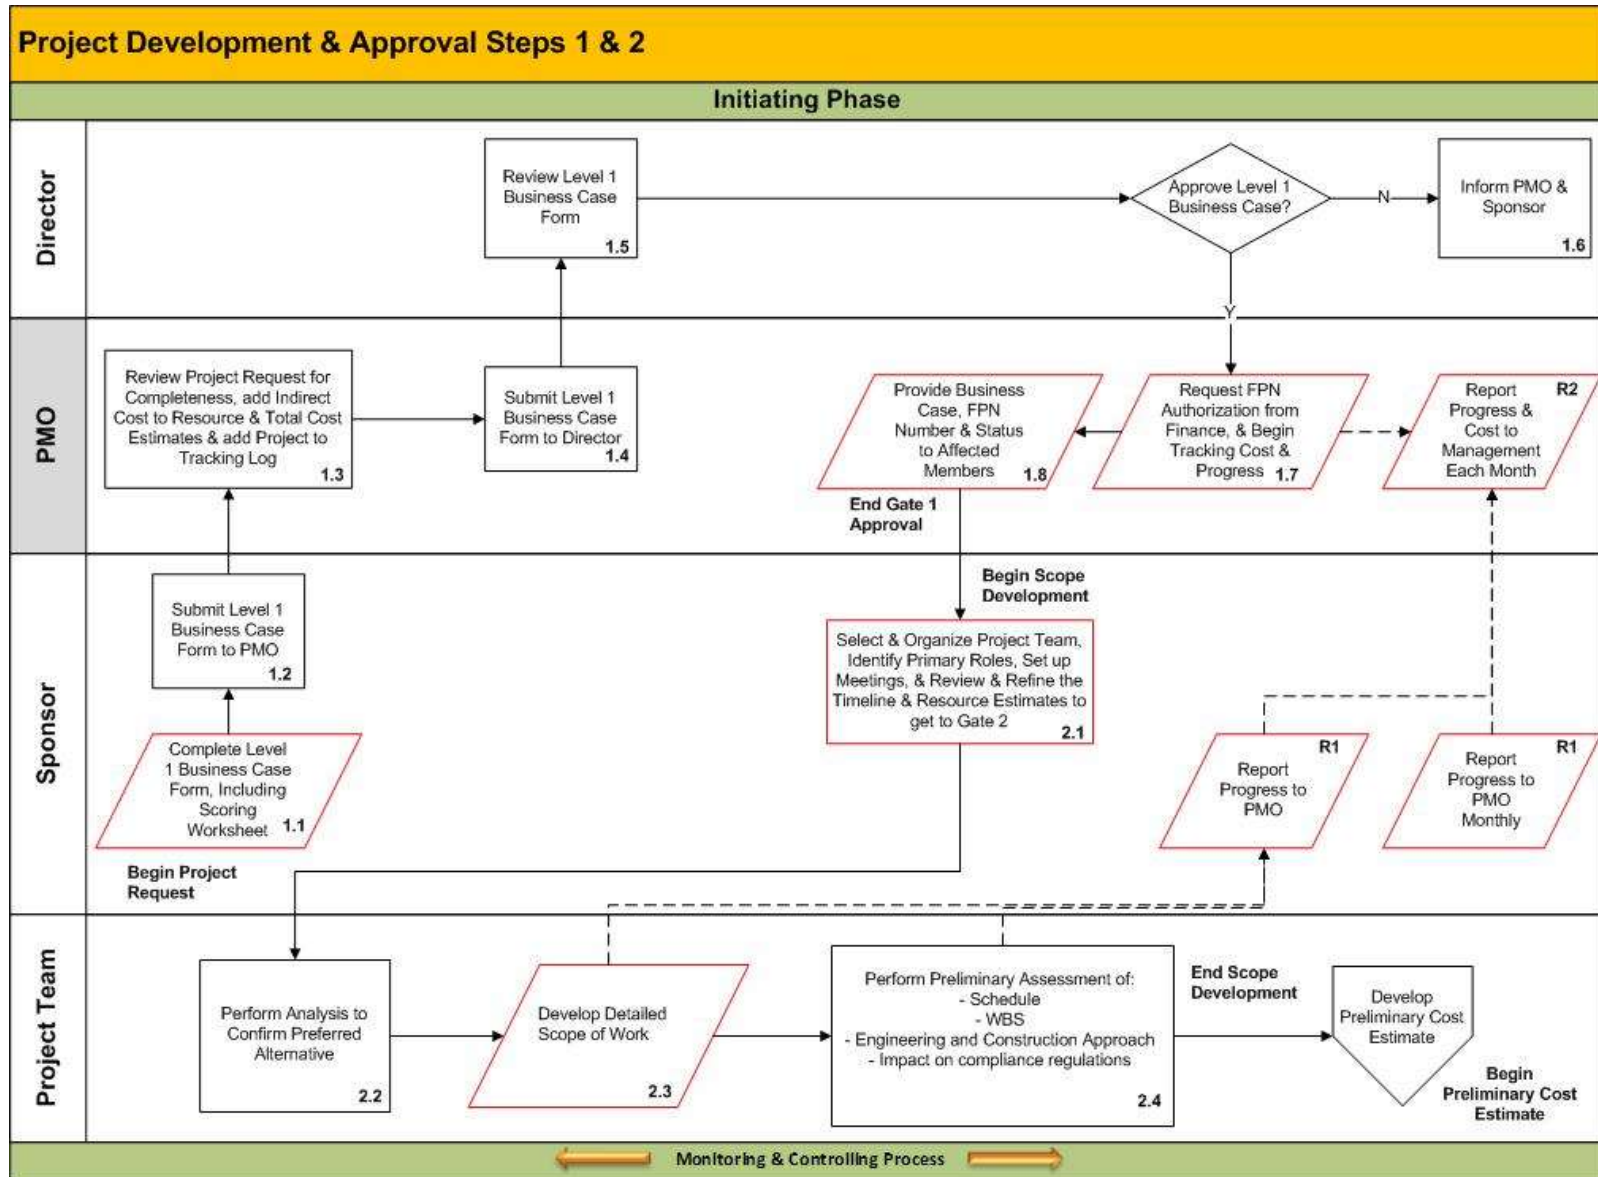 Project Development & Approval Steps 1 & 2
Initiating Phase
Director
Review Level 1
Business Case
Form
1.5
Approve Level 1
Business Case?
N
Inform PMO &
Sponsor
1.6
Y
PMO
Review Project Request for
Completeness, add Indirect
Cost to Resource & Total Cost
Estimates & add Project to
Tracking Log
1.3
Submit Level 1
Business Case
Form to Director
1.4
Provide Business
Case, FPN
Number & Status
to Affected
Members
1.8
Request FPN
Authorization from
Finance, & Begin
Tracking Cost &
Progress
1.7
Report
Progress &
Cost to
Management
Each Month
R2
End Gate 1
Approval
Sponsor
Submit Level 1
Business Case
Form to PMO
1.2
Begin Scope
Development
Select & Organize Project Team,
Identify Primary Roles, Set up
Meetings, & Review & Refine the
Timeline & Resource Estimates to
get to Gate 2
2.1
Complete Level
1 Business Case
Form, Including
Scoring
Worksheet
1.1
Begin Project
Request
R1
Report
Progress to
PMO
R1
Report
Progress to
PMO
Monthly
Project Team
Perform Analysis to
Confirm Preferred
Alternative
2.2
Develop Detailed
Scope of Work
2.3
Perform Preliminary Assessment of:
- Schedule
- WBS
- Engineering and Construction Approach
- Impact on compliance regulations
2.4
End Scope
Development
Develop
Preliminary Cost
Estimate
Begin
Preliminary Cost
Estimate
Monitoring & Controlling Process